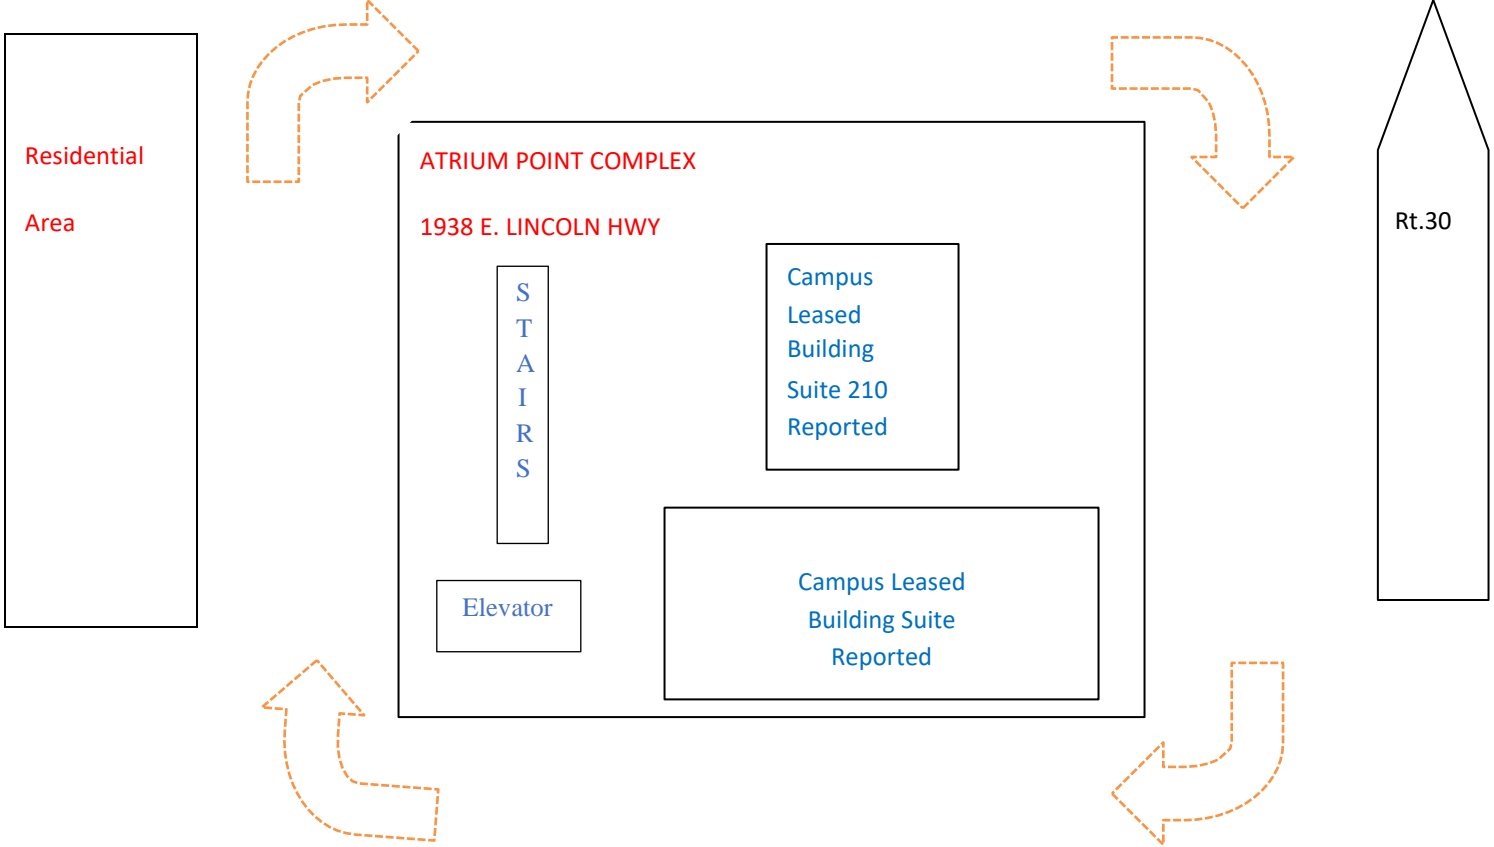 Residential
Area
ATRIUM POINT COMPLEX
1938 E. LINCOLN HWY
S
T
A
I
R
S
Elevator
Campus
Leased
Building
Suite 210
Reported
Campus Leased
Building Suite
Reported
Rt.30